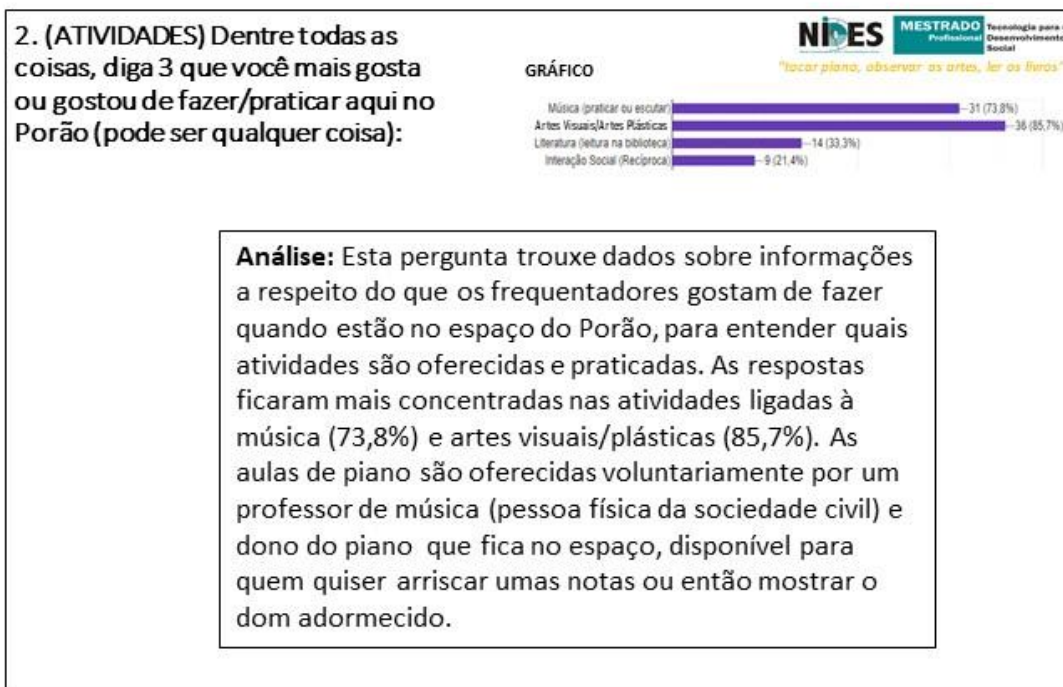 2. (ATIVIDADES) Dentre todas as
coisas, diga 3 que você mais gosta
ou gostou de fazer/praticar aqui no
Porão (pode ser qualquer coisa):
NIDES
MESTRADO
Profissional
Tecnologia para o
Desenvolvimento
Social
"tocar piano, observar as artes, ler os livros"
GRÁFICO
Música (praticar ou escutar) 31 (73,8%)
Artes Visuais/Artes Plásticas 36 (85,7%)
Literatura (leitura na biblioteca) 14 (33,3%)
Interação Social (Recíproca) 9 (21,4%)
Análise: Esta pergunta trouxe dados sobre informações
a respeito do que os frequentadores gostam de fazer
quando estão no espaço do Porão, para entender quais
atividades são oferecidas e praticadas. As respostas
ficaram mais concentradas nas atividades ligadas à
música (73,8%) e artes visuais/plásticas (85,7%). As
aulas de piano são oferecidas voluntariamente por um
professor de música (pessoa física da sociedade civil) e
dono do piano que fica no espaço, disponível para
quem quiser arriscar umas notas ou então mostrar o
dom adormecido.